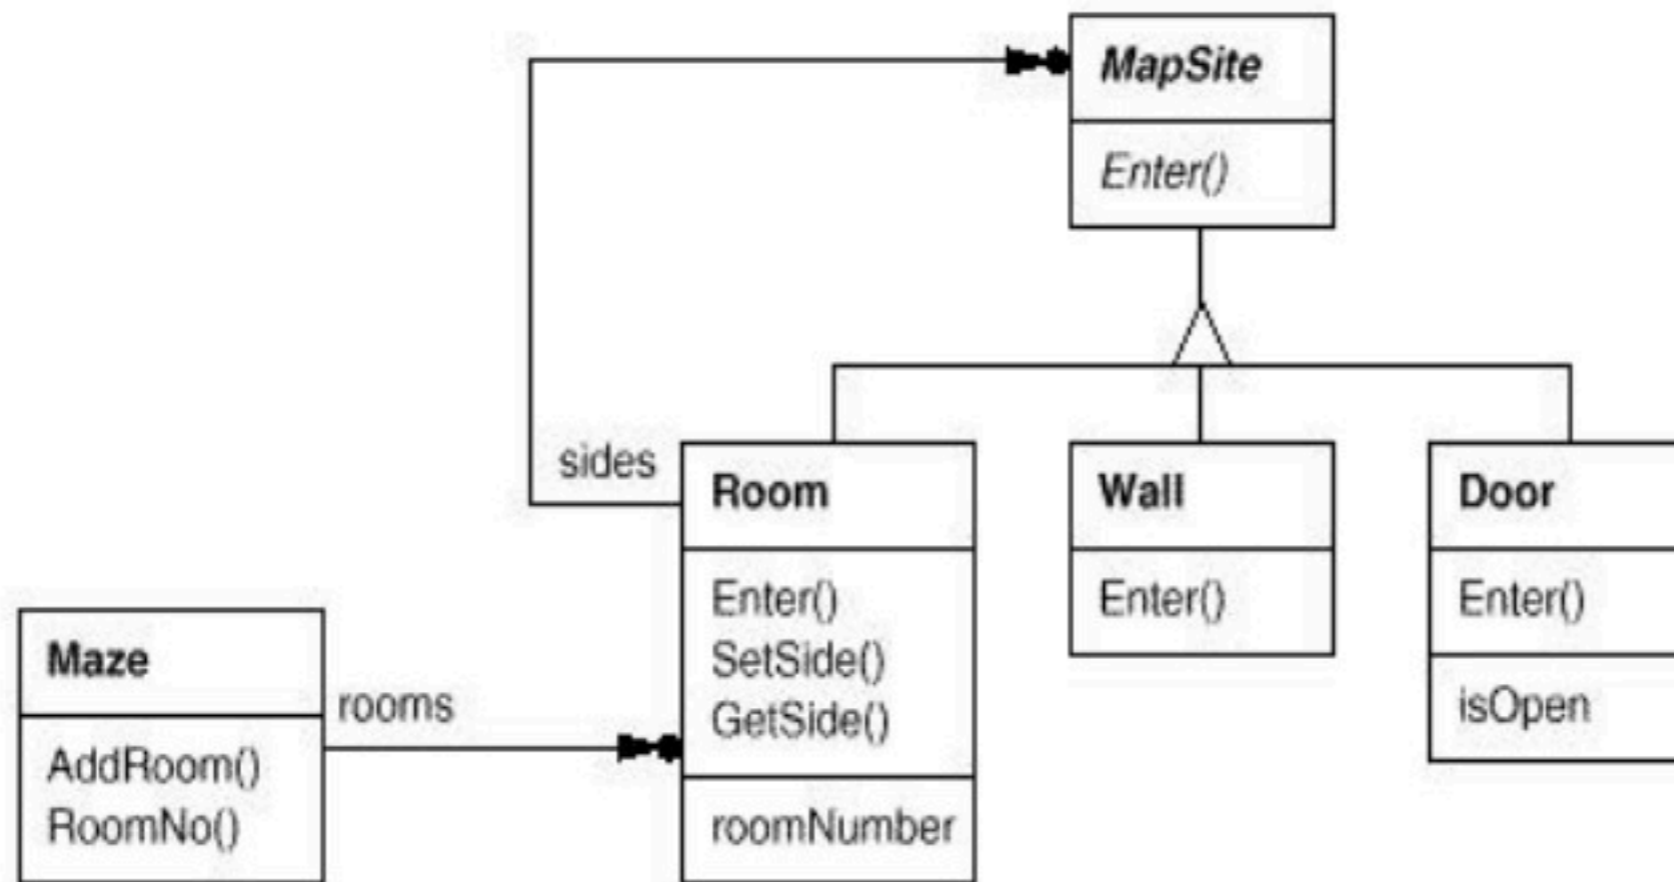 MapSite
Enter()
sides
Room
Enter()
SetSide()
GetSide()
roomNumber
Wall
Enter()
Door
Enter()
isOpen
Maze
rooms
AddRoom()
RoomNo()